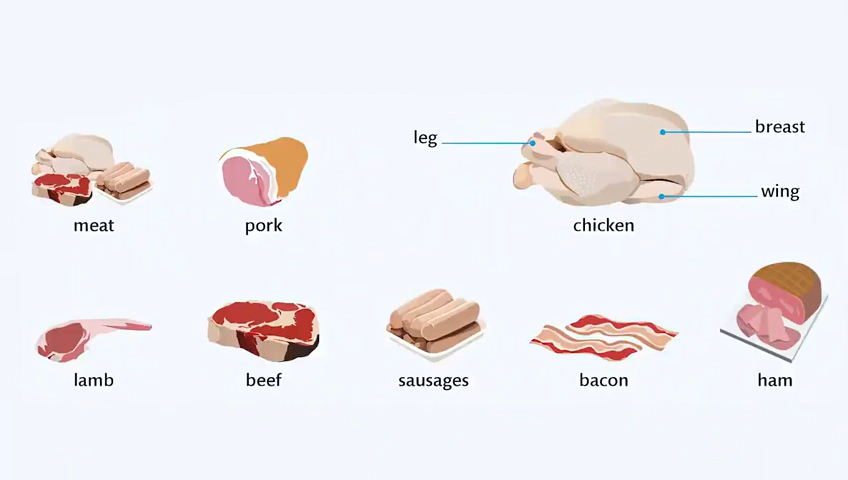 leg
breast
wing
meat
pork
chicken
lamb
beef
sausages
bacon
ham